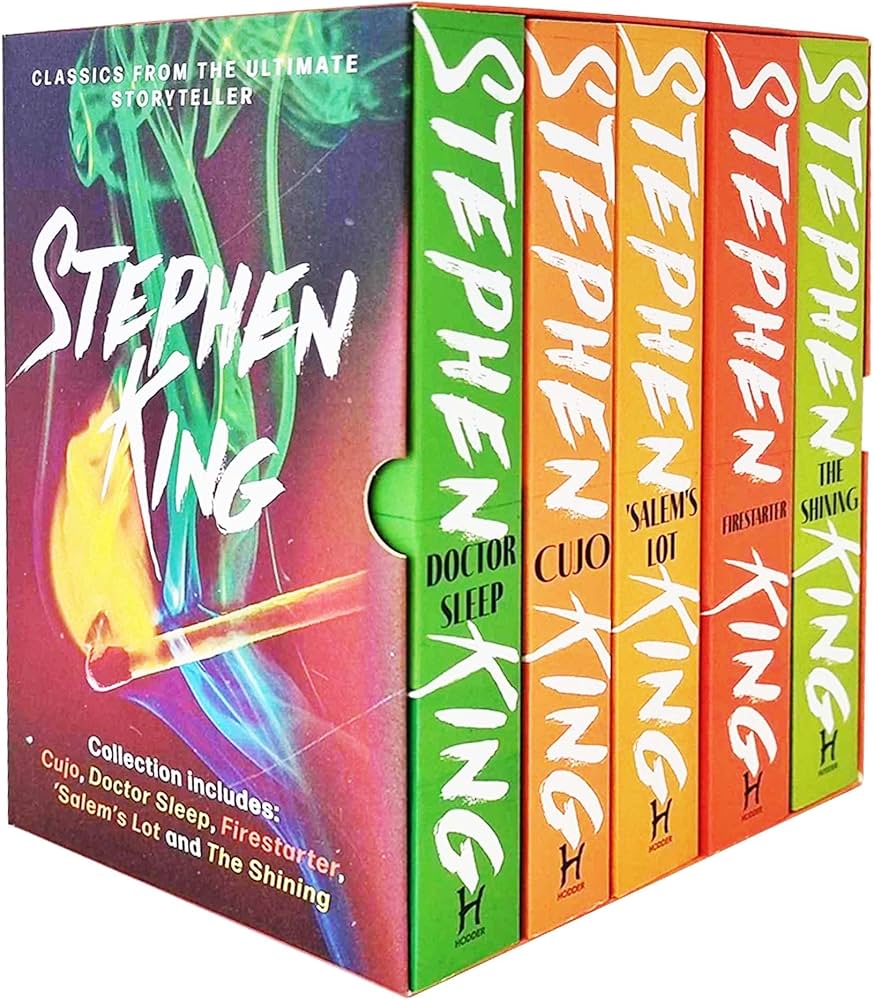 CLASSICS FROM THE ULTIMATE
STORYTELLER
STEPHEN
KING
Collection includes:
Cujo, Doctor Sleep, Firestarter,
'Salem's Lot and The Shining
STEPHEN KING
DOCTOR
SLEEP
H
HODDER
STEPHEN KING
CUJO
H
HODDER
STEPHEN KING
'SALEM'S
LOT
H
HODDER
STEPHEN KING
FIRESTARTER
H
HODDER
STEPHEN KING
THE
SHINING
H
HODDER